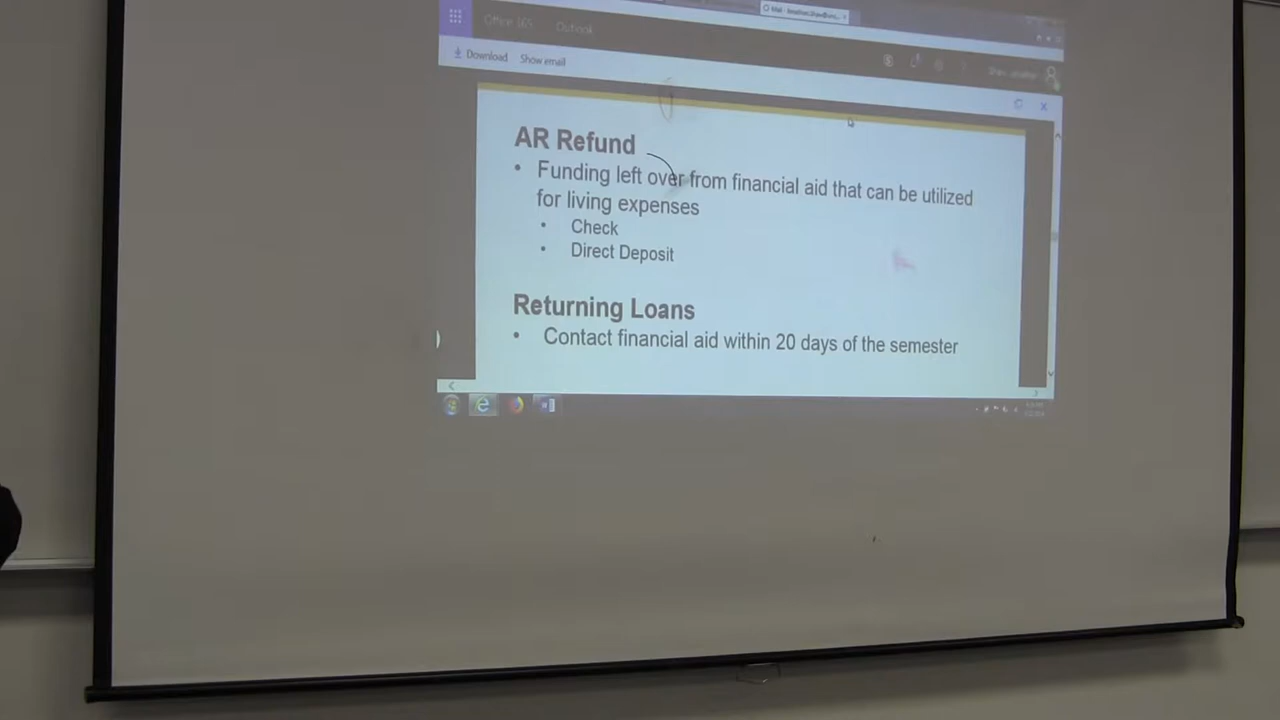 Office 365 Outlook
Download Show email
AR Refund
• Funding left over from financial aid that can be utilized
for living expenses
• Check
• Direct Deposit
Returning Loans
• Contact financial aid within 20 days of the semester